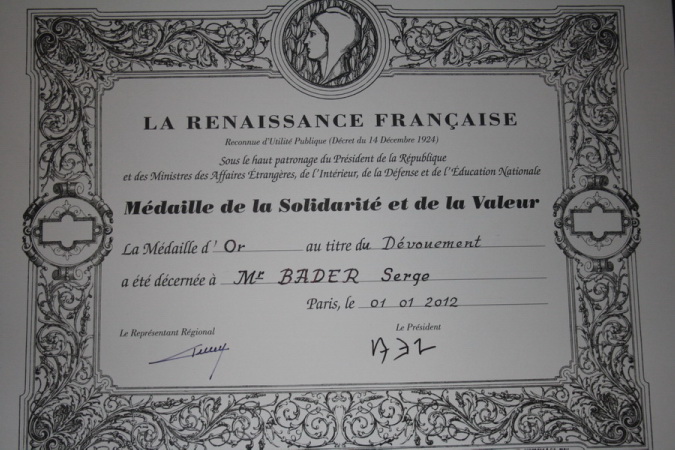 LA RENAISSANCE FRANÇAISE
Reconnue d'Utilité Publique (Décret du 14 Décembre 1924)
Sous le haut patronage du Président de la République
et des Ministres des Affaires Étrangères, de l'Intérieur, de la Défense et de l'Éducation Nationale
Médaille de la Solidarité et de la Valeur
La Médaille d' Or au titre du Dévouement
a été décernée à Mr BADER Serge
Paris, le 01 01 2012
Le Représentant Régional Le Président